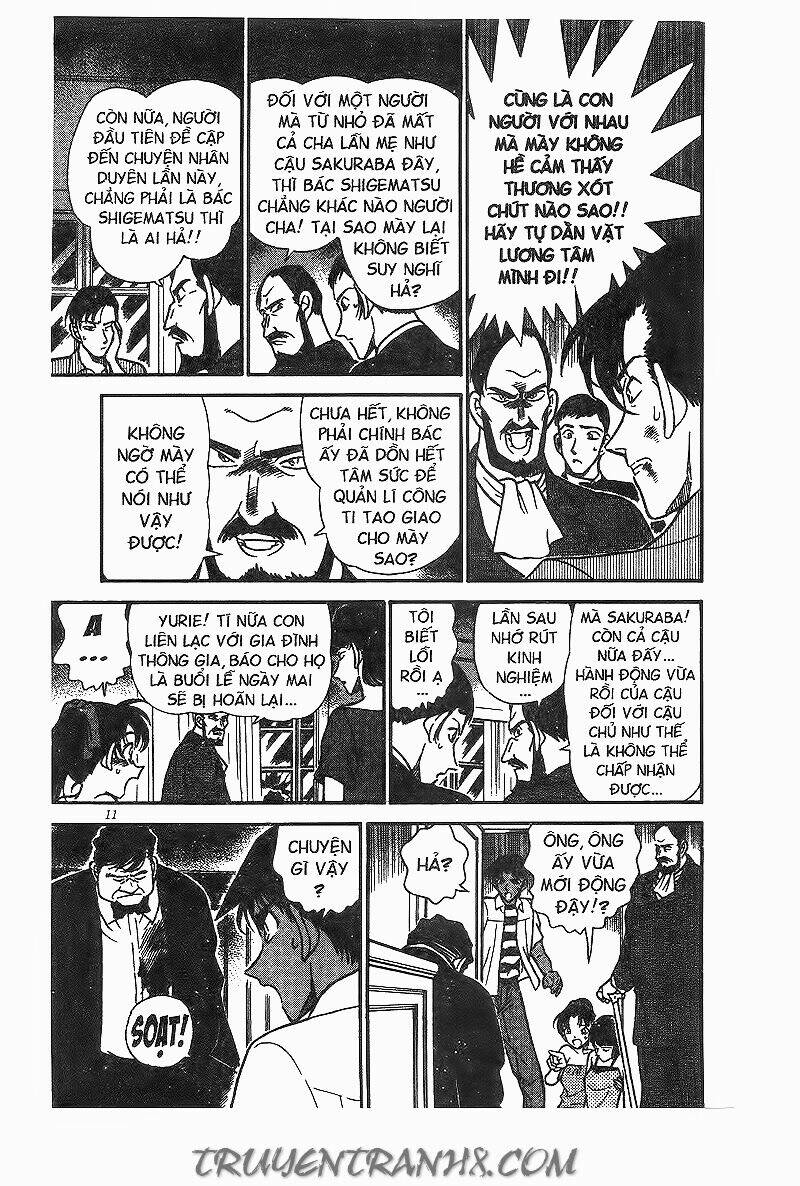 CÙNG LÀ CON
NGƯỜI VỚI NHAU
MÀ MÀY KHÔNG
HỀ CẢM THẤY
THƯƠNG XÓT
CHÚT NÀO SAO!!
HÃY TỰ DẰN VẶT
LƯƠNG TÂM
MÌNH ĐI!!
ĐỐI VỚI MỘT NGƯỜI
MÀ TỪ NHỎ ĐÃ MẤT
CẢ CHA LẪN MẸ NHƯ
CẬU SAKURABA ĐÂY,
THÌ BÁC SHIGEMATSU
CHẲNG KHÁC NÀO NGƯỜI
CHA! TẠI SAO MÀY LẠI
KHÔNG BIẾT
SUY NGHĨ
HẢ?
CÒN NỮA, NGƯỜI
ĐẦU TIÊN ĐỀ CẬP
ĐẾN CHUYỆN NHÂN
DUYÊN LẦN NÀY,
CHẲNG PHẢI LÀ BÁC
SHIGEMATSU THÌ
LÀ AI HẢ!!
CHƯA HẾT, KHÔNG
PHẢI CHÍNH BÁC
ẤY ĐÃ DỒN HẾT
TÂM SỨC ĐỂ
QUẢN LÍ CÔNG
TI TAO GIAO
CHO MÀY
SAO?
KHÔNG
NGỜ MÀY
CÓ THỂ
NÓI NHƯ
VẬY
ĐƯỢC!
MÀ SAKURABA!
CÒN CẢ CẬU
NỮA ĐẤY...
HÀNH ĐỘNG VỪA
RỒI CỦA CẬU
ĐỐI VỚI CẬU
CHỦ NHƯ THẾ
LÀ KHÔNG THỂ
CHẤP NHẬN
ĐƯỢC...
LẦN SAU
NHỚ RÚT
KINH
NGHIỆM
...
TÔI
BIẾT
LỖI
RỒI Ạ
...
YURIE! TÍ NỮA CON
LIÊN LẠC VỚI GIA ĐÌNH
THÔNG GIA, BÁO CHO HỌ
LÀ BUỔI LỄ NGÀY MAI
SẼ BỊ HOÃN LẠI...
A
...
11
ÔNG, ÔNG
ẤY VỪA
MỚI ĐỘNG
ĐẬY!?
HẢ?
CHUYỆN
GÌ VẬY
?
SOẠT!
TRUYENTRANH8.COM